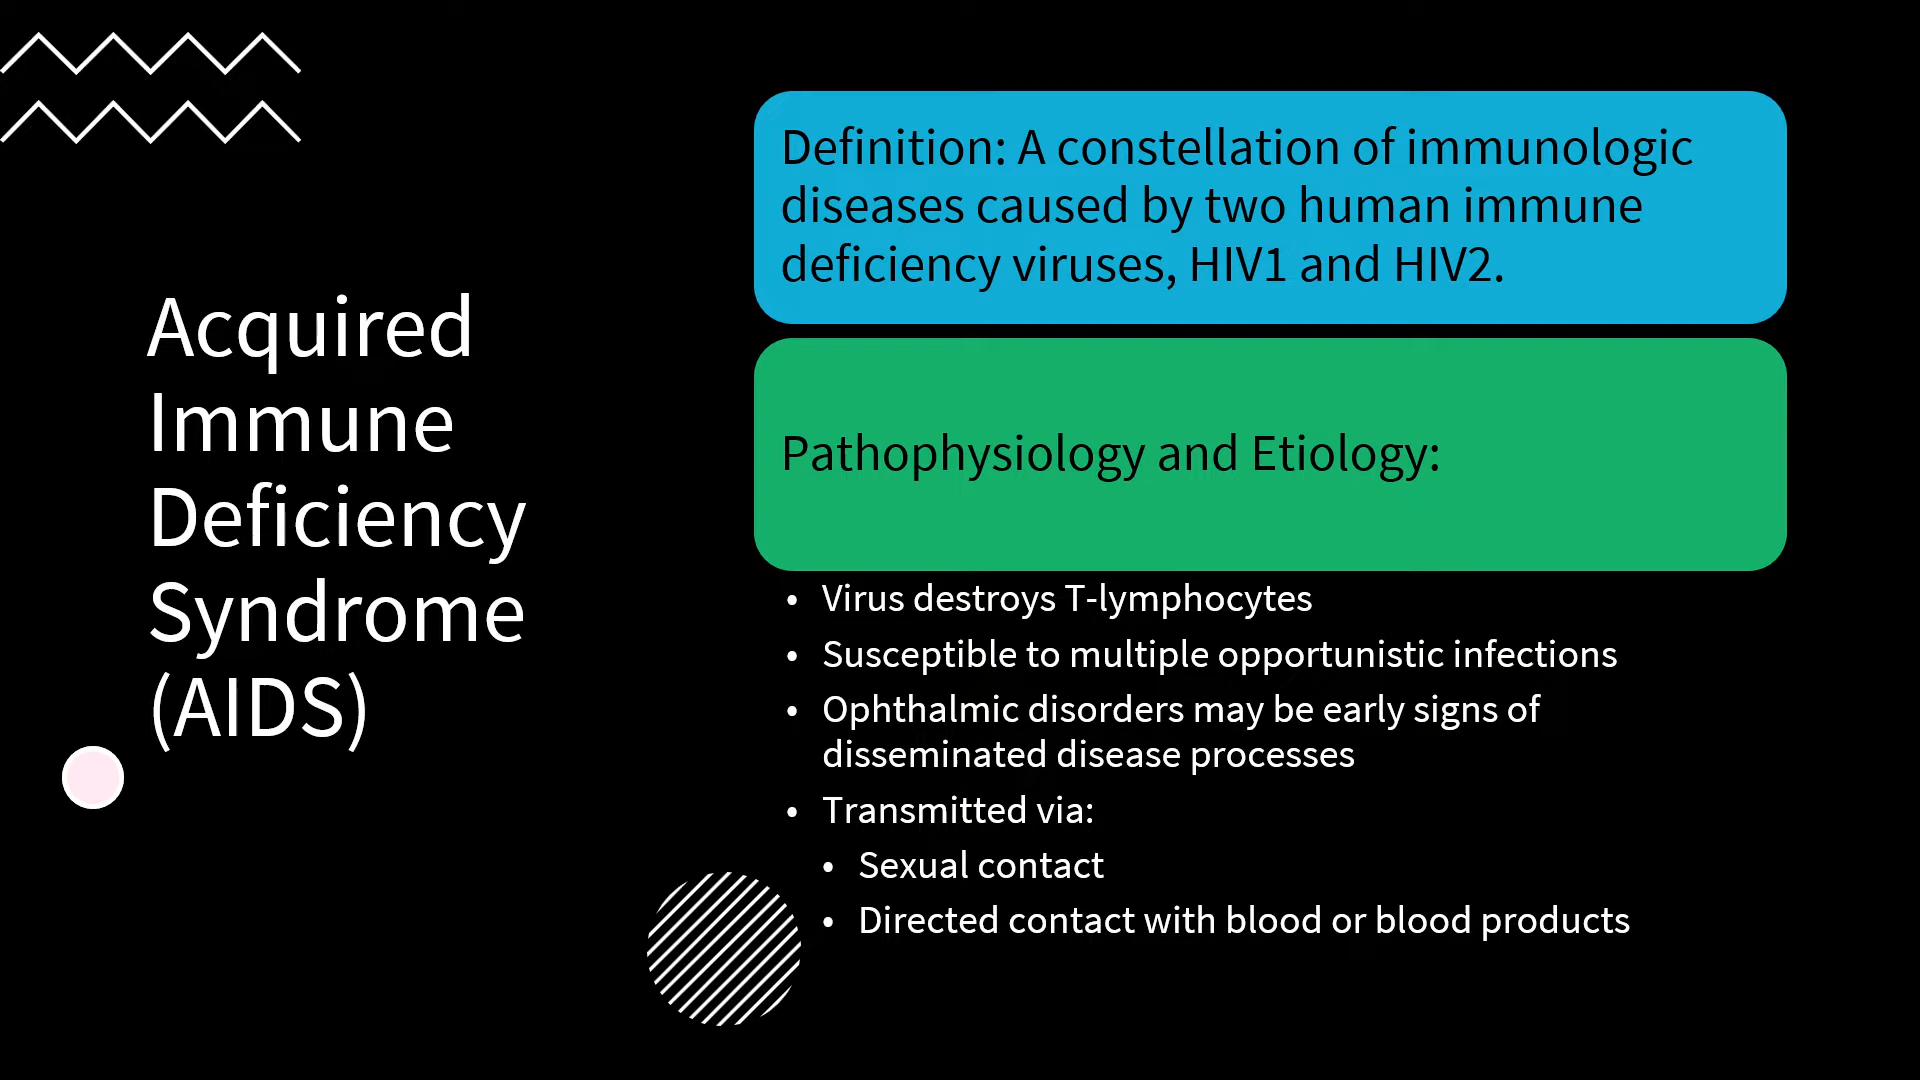 Acquired
Immune
Deficiency
Syndrome
(AIDS)
Definition: A constellation of immunologic
diseases caused by two human immune
deficiency viruses, HIV1 and HIV2.
Pathophysiology and Etiology:
• Virus destroys T-lymphocytes
• Susceptible to multiple opportunistic infections
• Ophthalmic disorders may be early signs of
disseminated disease processes
• Transmitted via:
• Sexual contact
• Directed contact with blood or blood products